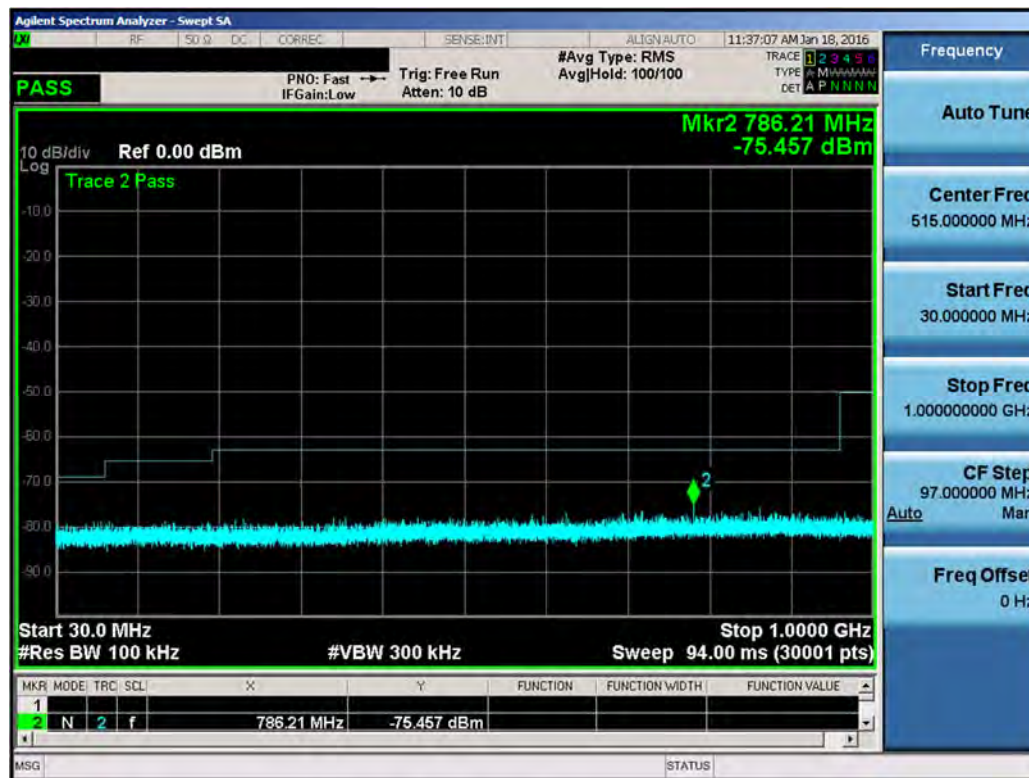 Agilent Spectrum Analyzer - Swept SA
RF 50 Ω DC CORREC SENSE:INT ALIGN AUTO 11:37:07 AM Jan 18, 2016
PASS
PNO: Fast
IFGain:Low
Trig: Free Run
Atten: 10 dB
#Avg Type: RMS
Avg|Hold: 100/100
TRACE 1 2 3 4 5 6
TYPE A M
DET A P N N N N
Mkr2 786.21 MHz
-75.457 dBm
10 dB/div Ref 0.00 dBm
Log
Trace 2 Pass
-10.0
-20.0
-30.0
-40.0
-50.0
-60.0
-70.0
-80.0
-90.0
2
Start 30.0 MHz Stop 1.0000 GHz
#Res BW 100 kHz #VBW 300 kHz Sweep 94.00 ms (30001 pts)
MKR MODE TRC SCL X Y FUNCTION FUNCTION WIDTH FUNCTION VALUE
1
2 N 2 f 786.21 MHz -75.457 dBm
MSG STATUS
Frequency
Auto Tune
Center Freq
515.000000 MHz
Start Freq
30.000000 MHz
Stop Freq
1.000000000 GHz
CF Step
97.000000 MHz
Auto Man
Freq Offset
0 Hz